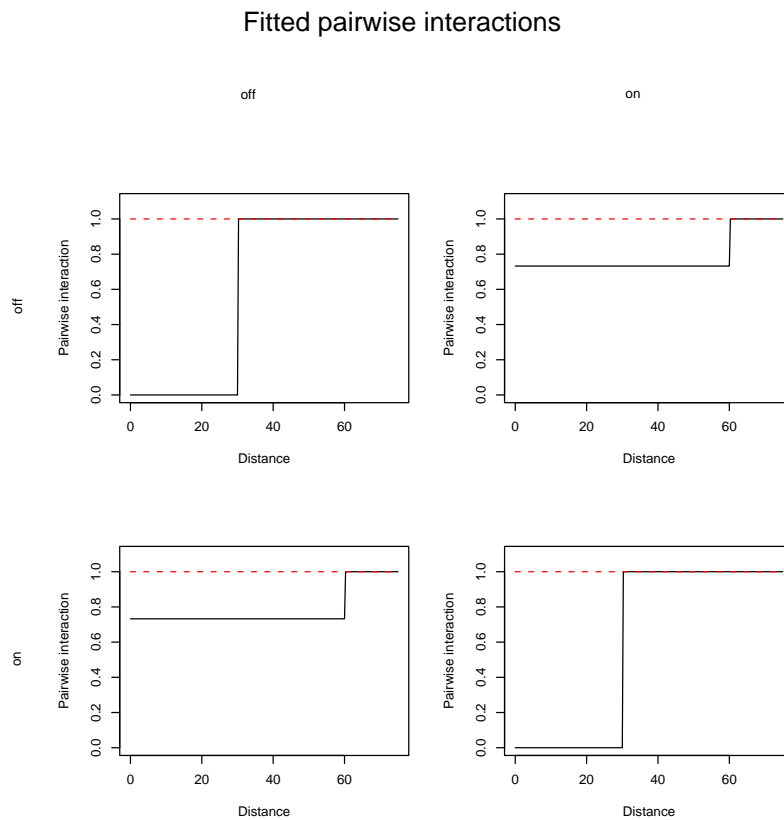 Fitted pairwise interactions
off
on
off
Pairwise interaction
0.0 0.2 0.4 0.6 0.8 1.0
0 20 40 60
Distance
Pairwise interaction
0.0 0.2 0.4 0.6 0.8 1.0
0 20 40 60
Distance
on
Pairwise interaction
0.0 0.2 0.4 0.6 0.8 1.0
0 20 40 60
Distance
Pairwise interaction
0.0 0.2 0.4 0.6 0.8 1.0
0 20 40 60
Distance